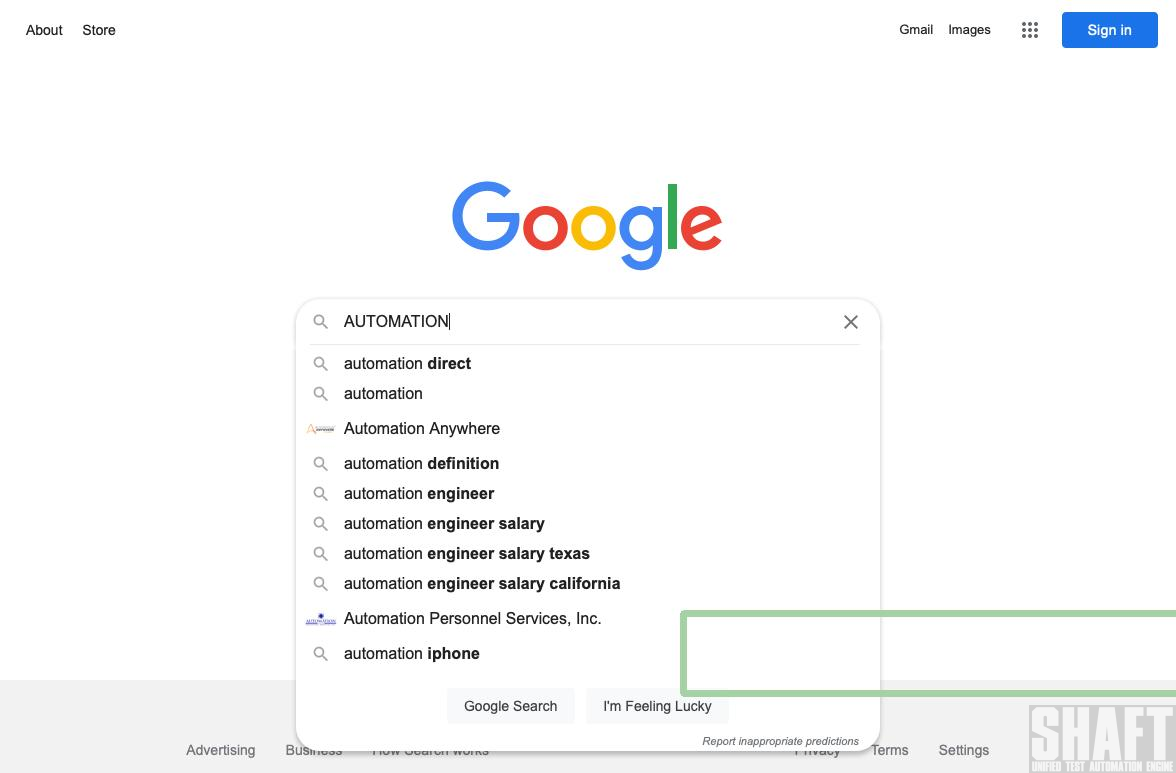 About Store
Gmail Images
Sign in
Google
AUTOMATION
automation direct
automation
Automation Anywhere
automation definition
automation engineer
automation engineer salary
automation engineer salary texas
automation engineer salary california
Automation Personnel Services, Inc.
automation iphone
Google Search I'm Feeling Lucky
Report inappropriate predictions
Advertising Business How Search works Privacy Terms Settings
SHAFT
UNIFIED TEST AUTOMATION ENGINE